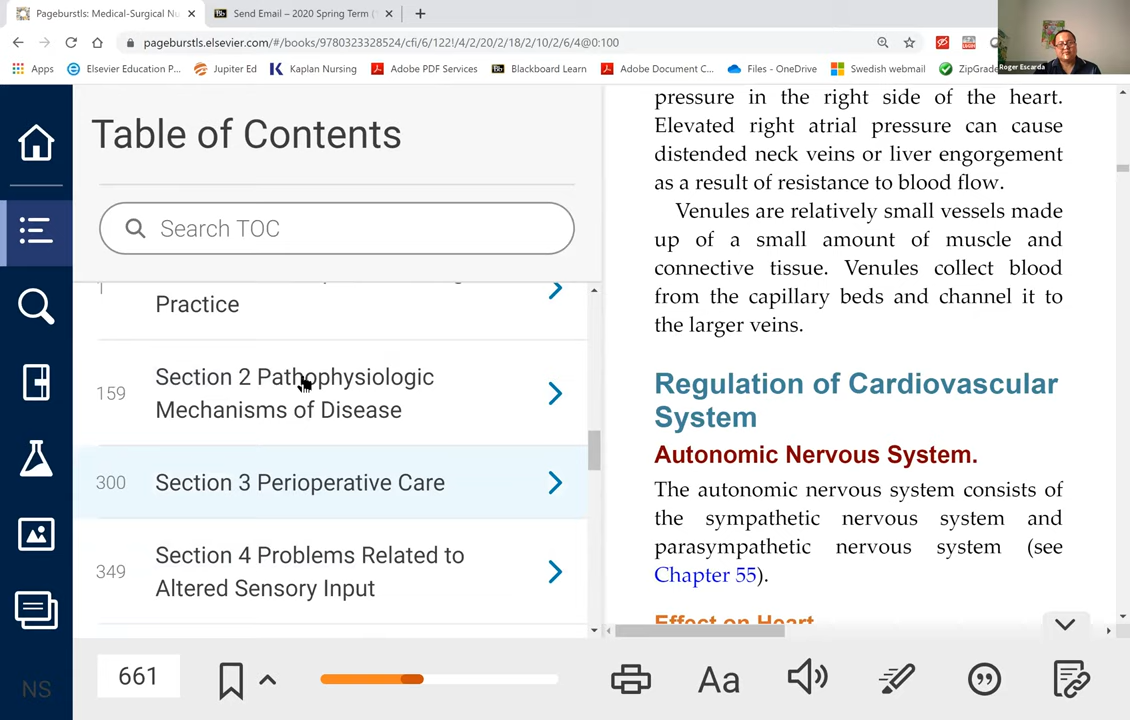 Pageburstls: Medical-Surgical Nu
Send Email – 2020 Spring Term (
pageburstls.elsevier.com/#/books/9780323328524/cfi/6/122!/4/2/20/2/18/2/10/2/6/4@0:100
Apps
Elsevier Education P...
Jupiter Ed
Kaplan Nursing
Adobe PDF Services
Blackboard Learn
Adobe Document C...
Files - OneDrive
Swedish webmail
ZipGrade
Roger Escarda
Table of Contents
Search TOC
Practice
159
Section 2 Pathophysiologic
Mechanisms of Disease
300
Section 3 Perioperative Care
349
Section 4 Problems Related to
Altered Sensory Input
NS
661
Aa
pressure in the right side of the heart.
Elevated right atrial pressure can cause
distended neck veins or liver engorgement
as a result of resistance to blood flow.
Venules are relatively small vessels made
up of a small amount of muscle and
connective tissue. Venules collect blood
from the capillary beds and channel it to
the larger veins.
Regulation of Cardiovascular
System
Autonomic Nervous System.
The autonomic nervous system consists of
the sympathetic nervous system and
parasympathetic nervous system (see
Chapter 55).
Effect on Heart